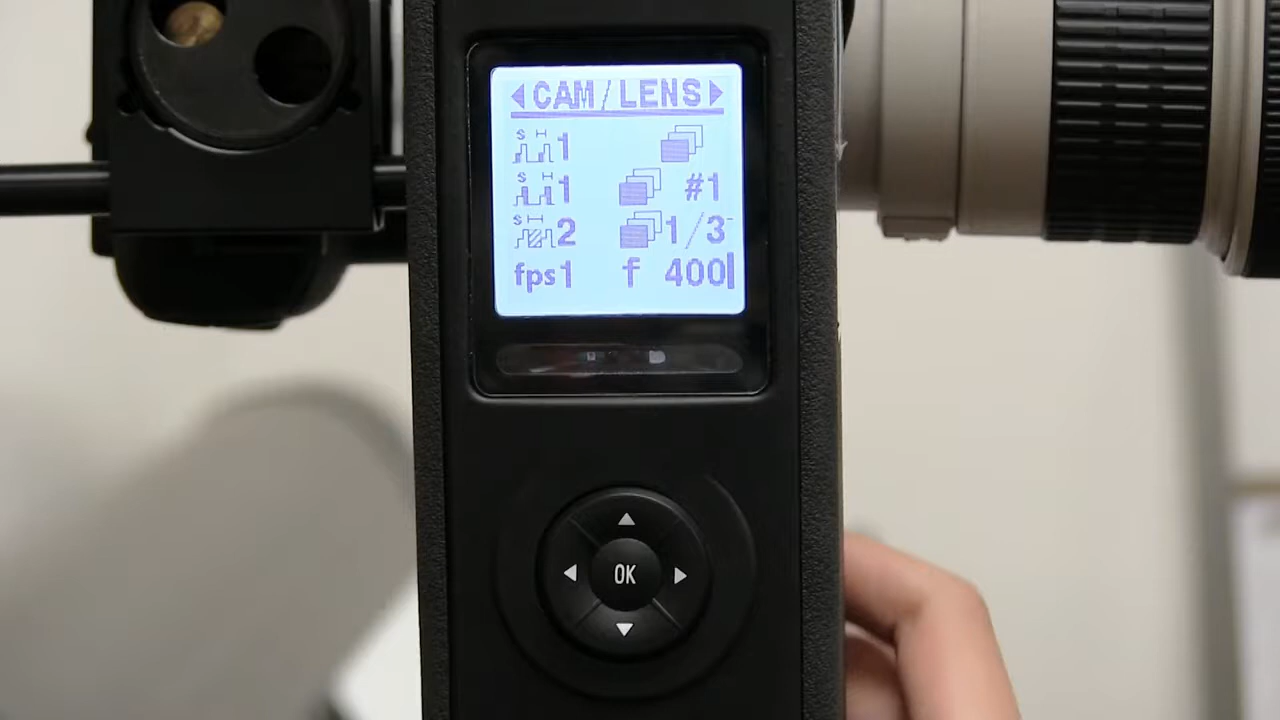 ◀CAM/LENS▶
S H 1
S H 1 #1
S H 2 1/3
fps1 f 400
OK